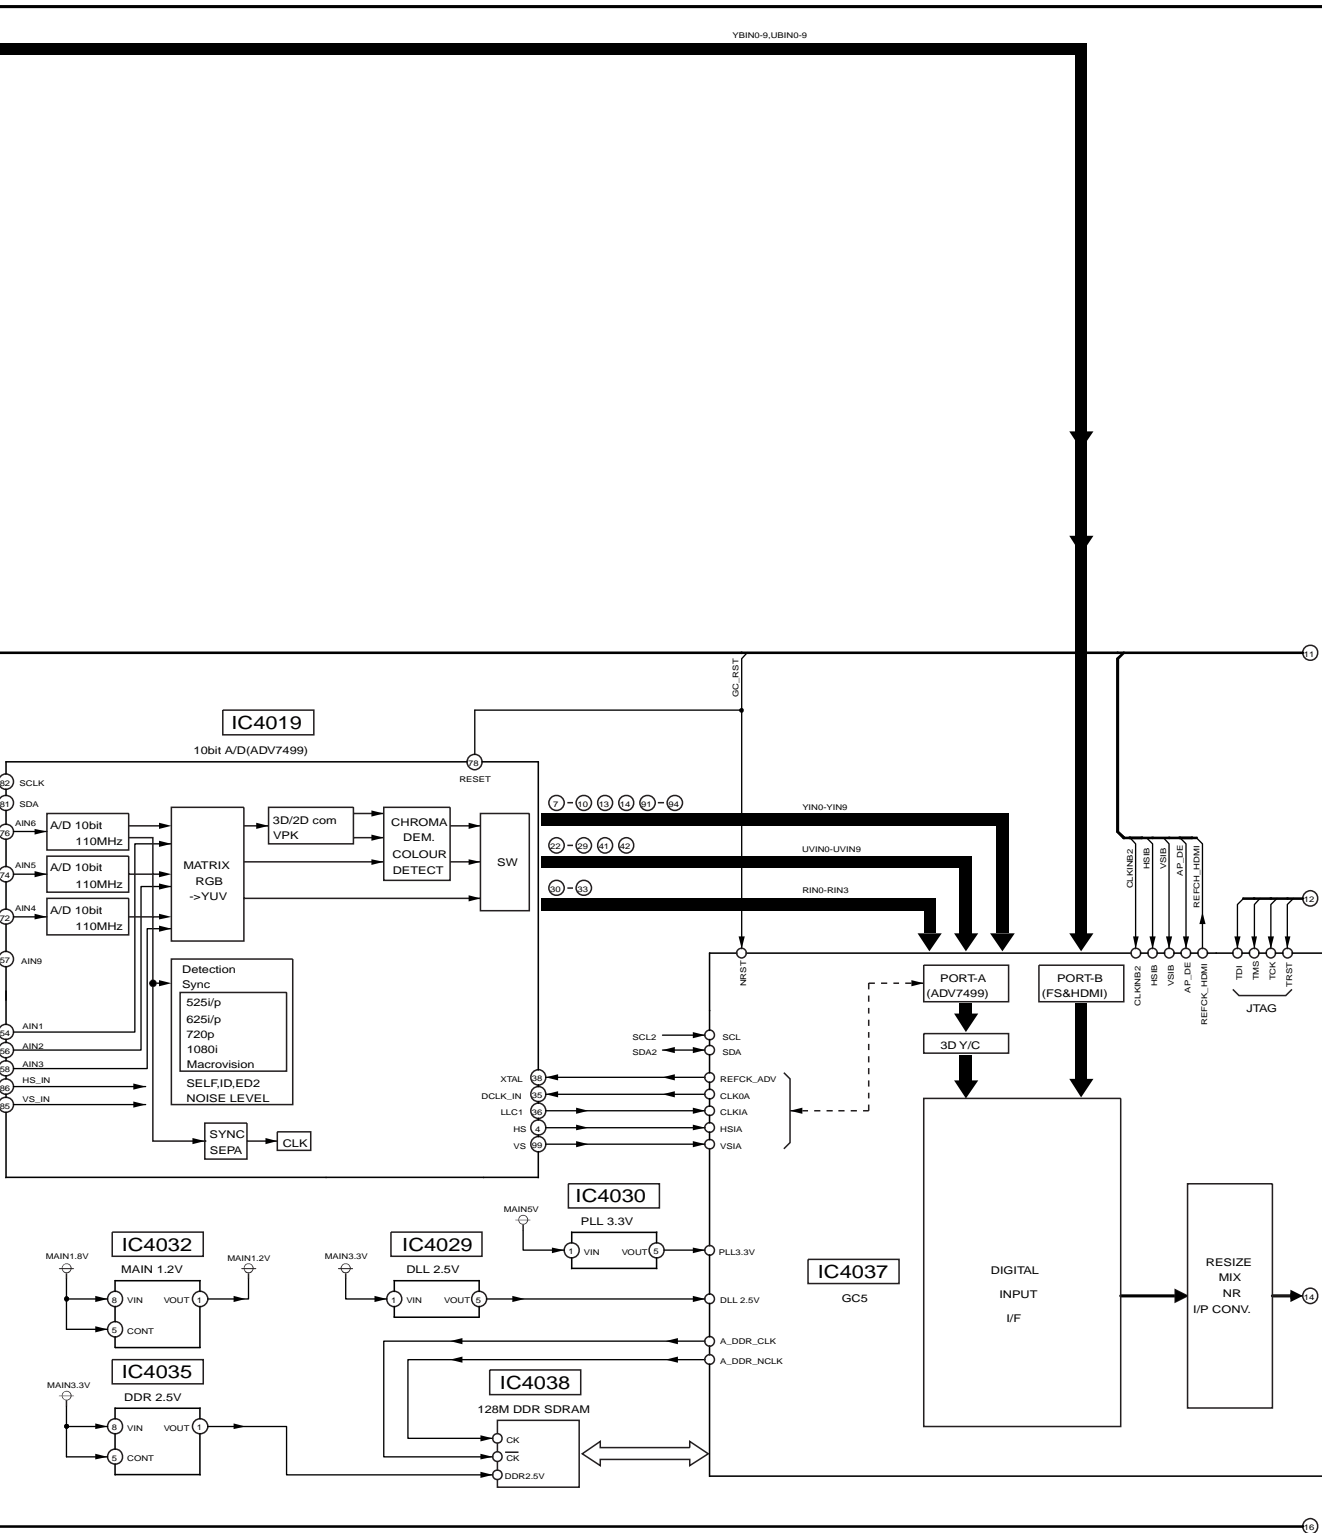 YBIN0-9,UBIN0-9
11
GC_RST
IC4019
10bit A/D(ADV7499)
78
RESET
82 SCLK
81 SDA
76 AIN6
A/D 10bit
110MHz
74 AIN5
A/D 10bit
110MHz
72 AIN4
A/D 10bit
110MHz
57 AIN9
54 AIN1
56 AIN2
58 AIN3
86 HS_IN
85 VS_IN
MATRIX
RGB
->YUV
3D/2D com
VPK
CHROMA
DEM.
COLOUR
DETECT
SW
Detection
Sync
525i/p
625i/p
720p
1080i
Macrovision
SELF,ID,ED2
NOISE LEVEL
SYNC
SEPA
CLK
7 - 10 13 14 91 - 94
YIN0-YIN9
22 - 29 41 42
UVIN0-UVIN9
30 - 33
RIN0-RIN3
CLKINB2
HSIB
VSIB
AP_DE
REFCH_HDMI
12
NRST
PORT-A
(ADV7499)
PORT-B
(FS&HDMI)
CLKINB2
HSIB
VSIB
AP_DE
REFCK_HDMI
TDI
TMS
TCK
TRST
JTAG
3D Y/C
SCL2
SCL
SDA2
SDA
XTAL 38
REFCK_ADV
DCLK_IN 35
CLK0A
LLC1 36
CLKIA
HS 4
HSIA
VS 99
VSIA
IC4030
PLL 3.3V
MAIN5V
1 VIN
VOUT 5
PLL3.3V
IC4032
MAIN 1.2V
MAIN1.8V
MAIN1.2V
8 VIN
VOUT 1
5 CONT
IC4029
DLL 2.5V
MAIN3.3V
1 VIN
VOUT 5
DLL 2.5V
IC4037
GC5
DIGITAL
INPUT
I/F
RESIZE
MIX
NR
I/P CONV.
14
A_DDR_CLK
A_DDR_NCLK
IC4035
DDR 2.5V
MAIN3.3V
8 VIN
VOUT 1
5 CONT
IC4038
128M DDR SDRAM
CK
CK
DDR2.5V
16